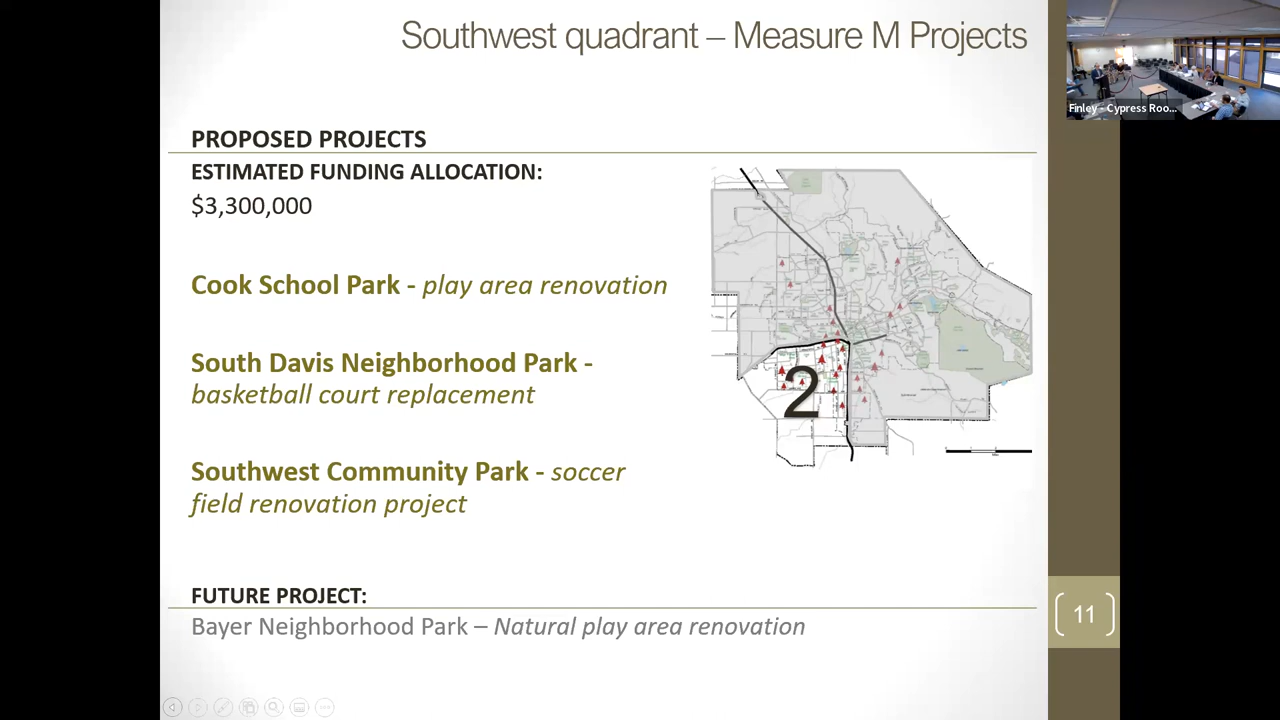 Southwest quadrant – Measure M Projects
Finley - Cypress Roo...
PROPOSED PROJECTS
ESTIMATED FUNDING ALLOCATION:
$3,300,000
Cook School Park - play area renovation
South Davis Neighborhood Park -
basketball court replacement
Southwest Community Park - soccer
field renovation project
2
FUTURE PROJECT:
Bayer Neighborhood Park – Natural play area renovation
11